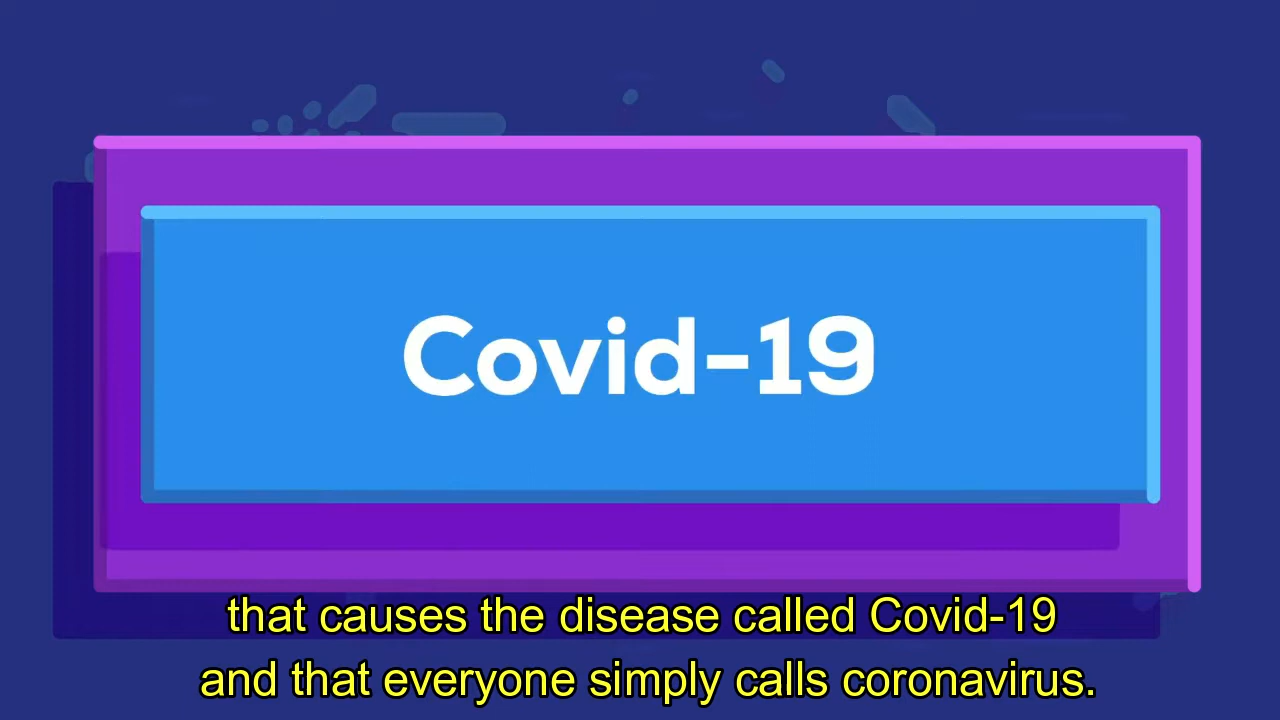 Covid-19
that causes the disease called Covid-19
and that everyone simply calls coronavirus.